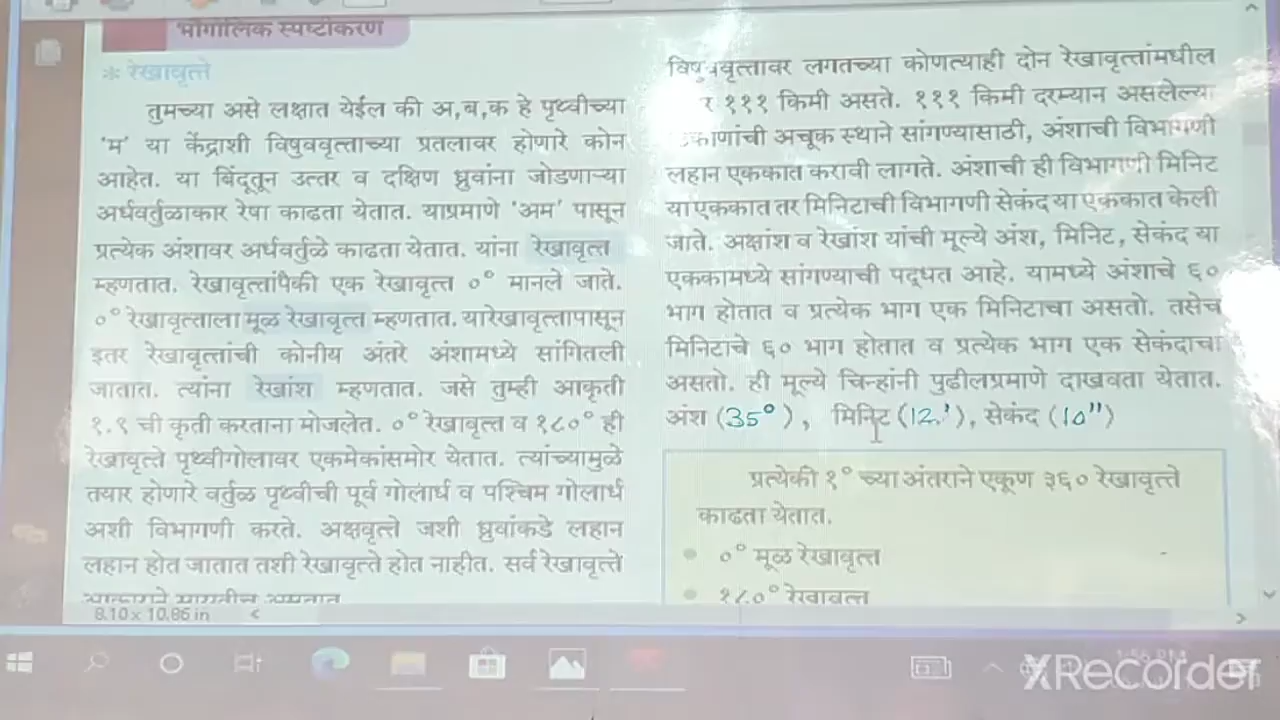 भौगोलिक स्पष्टीकरण
* रेखावृत्ते
तुमच्या असे लक्षात येईल की अ,ब,क हे पृथ्वीच्या
'म' या केंद्राशी विषुववृत्ताच्या प्रतलावर होणारे कोन
आहेत. या बिंदूतून उत्तर व दक्षिण ध्रुवांना जोडणाऱ्या
अर्धवर्तुळाकार रेषा काढता येतात. याप्रमाणे 'अम' पासून
प्रत्येक अंशावर अर्धवर्तुळे काढता येतात. यांना रेखावृत्त
म्हणतात. रेखावृत्तांपैकी एक रेखावृत्त ०° मानले जाते.
०° रेखावृत्ताला मूळ रेखावृत्त म्हणतात. या रेखावृत्तापासून
इतर रेखावृत्तांची कोनीय अंतरे अंशामध्ये सांगितली
जातात. त्यांना रेखांश म्हणतात. जसे तुम्ही आकृती
१.९ ची कृती करताना मोजलेत. ०° रेखावृत्त व १८०° ही
रेखावृत्ते पृथ्वीगोलावर एकमेकांसमोर येतात. त्यांच्यामुळे
तयार होणारे वर्तुळ पृथ्वीची पूर्व गोलार्ध व पश्चिम गोलार्ध
अशी विभागणी करते. अक्षवृत्ते जशी ध्रुवांकडे लहान
लहान होत जातात तशी रेखावृत्ते होत नाहीत. सर्व रेखावृत्ते
8.10 x 10.86 in
विषुववृत्तावर लगतच्या कोणत्याही दोन रेखावृत्तांमधील
१११ किमी असते. १११ किमी दरम्यान असलेल्या
अचूक स्थाने सांगण्यासाठी, अंशाची विभागणी
लहान एककात करावी लागते. अंशाची ही विभागणी मिनिट
या एककात तर मिनिटाची विभागणी सेकंद या एककात केली
जाते. अक्षांश व रेखांश यांची मूल्ये अंश, मिनिट, सेकंद या
एककामध्ये सांगण्याची पद्धत आहे. यामध्ये अंशाचे ६०
भाग होतात व प्रत्येक भाग एक मिनिटाचा असतो. तसेच
मिनिटाचे ६० भाग होतात व प्रत्येक भाग एक सेकंदाचा
असतो. ही मूल्ये चिन्हांनी पुढीलप्रमाणे दाखवता येतात.
अंश (35°), मिनिट (12'), सेकंद (10")
प्रत्येकी १° च्या अंतराने एकूण ३६० रेखावृत्ते
काढता येतात.
० ° मूळ रेखावृत्त
१८०° रेखावृत्त
XRecorder